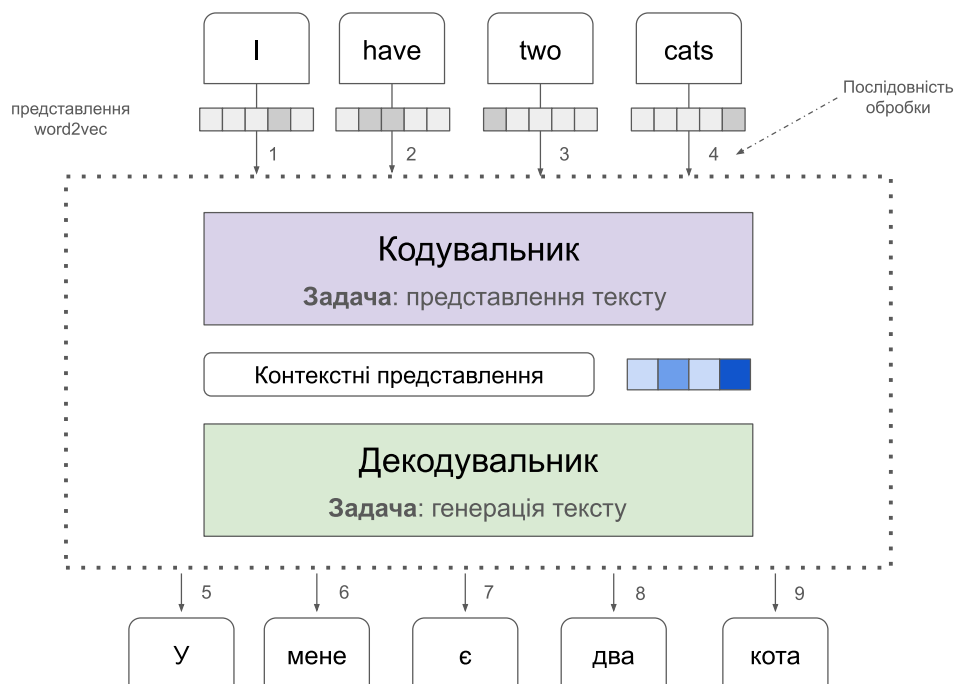 I have two cats
представлення
word2vec
Послідовність
обробки
1 2 3 4
Кодувальник
Задача: представлення тексту
Контекстні представлення
Декодувальник
Задача: генерація тексту
5 6 7 8 9
У мене є два кота